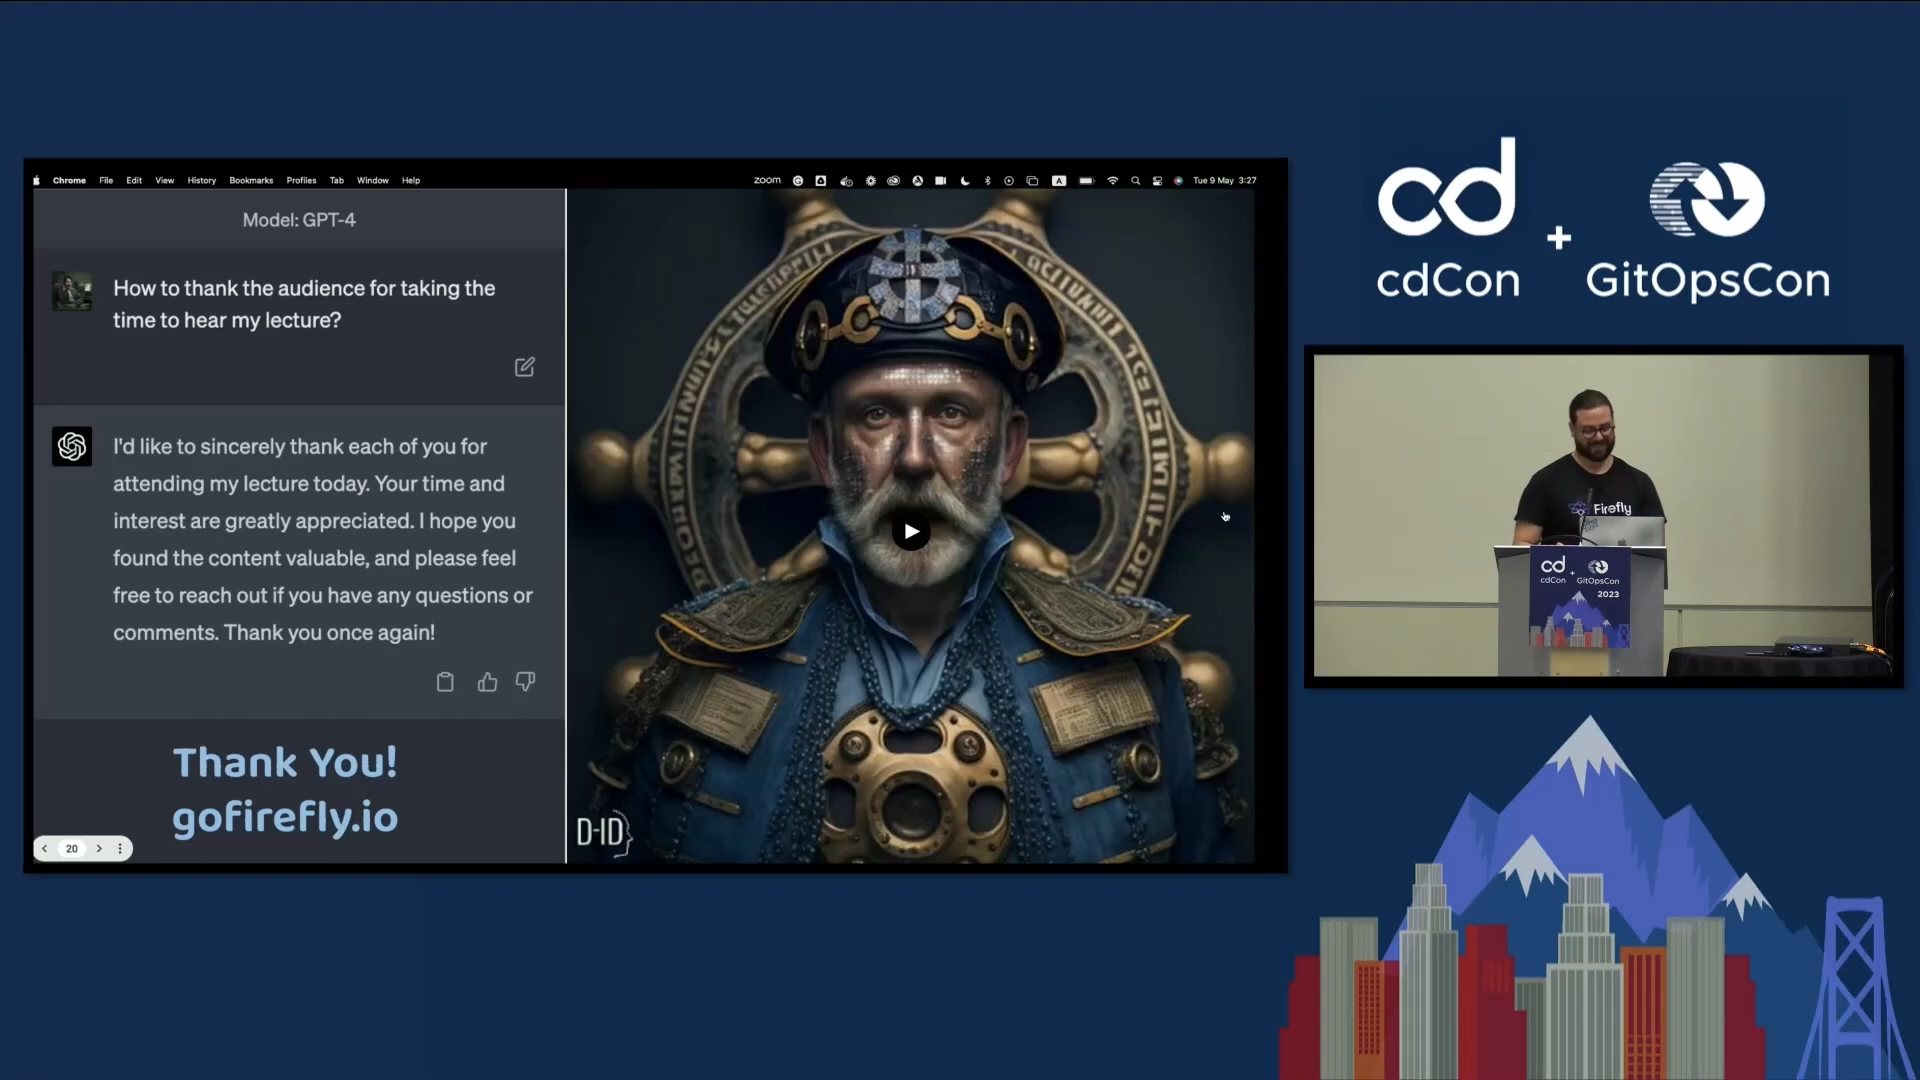 Chrome File Edit View History Bookmarks Profiles Tab Window Help
zoom
A
Tue 9 May 3:27
Model: GPT-4
How to thank the audience for taking the
time to hear my lecture?
I'd like to sincerely thank each of you for
attending my lecture today. Your time and
interest are greatly appreciated. I hope you
found the content valuable, and please feel
free to reach out if you have any questions or
comments. Thank you once again!
Thank You!
gofirefly.io
20
D-ID
cd
+
cdCon
GitOpsCon
Firefly
cd
+
cdCon
GitOpsCon
2023